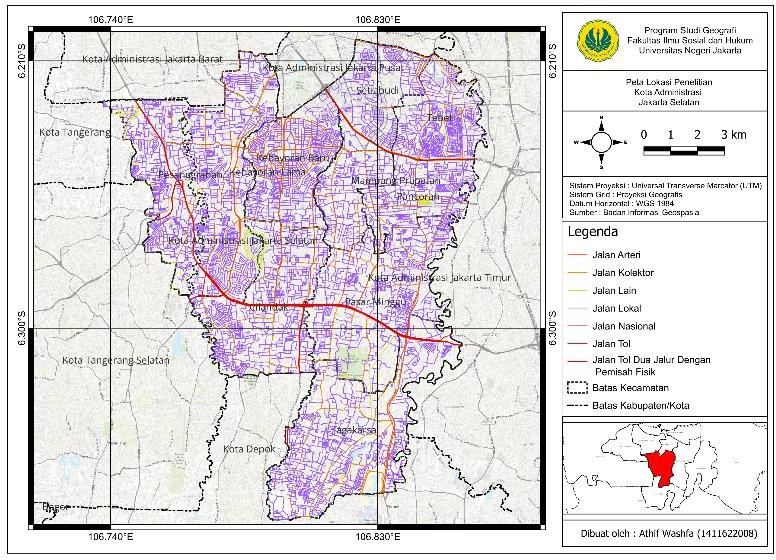 106.740°E
106.830°E
6.210°S
6.210°S
Kota Administrasi Jakarta Barat
Kota Administrasi Jakarta Pusat
Setiabudi
Tebet
Kota Tangerang
Kebayoran Baru
Kebayoran Lama
Pesanggrahan
Mampang Prapatan
Pancoran
Kota Administrasi Jakarta Selatan
Kota Administrasi Jakarta Timur
Cilandak
Pasar Minggu
6.300°S
6.300°S
Kota Tangerang Selatan
Jagakarsa
Kota Depok
Bogor
106.740°E
106.830°E
Program Studi Geografi
Fakultas Ilmu Sosial dan Hukum
Universitas Negeri Jakarta
Peta Lokasi Penelitian
Kota Administrasi
Jakarta Selatan
N
W E
S
0 1 2 3 km
Sistem Proyeksi : Universal Transverse Mercator (UTM)
Sistem Grid : Proyeksi Geografis
Datum Horizontal : WGS 1984
Sumber : Badan Informasi Geospasial
Legenda
Jalan Arteri
Jalan Kolektor
Jalan Lain
Jalan Lokal
Jalan Nasional
Jalan Tol
Jalan Tol Dua Jalur Dengan
Pemisah Fisik
Batas Kecamatan
Batas Kabupaten/Kota
Dibuat oleh : Athif Washfa (1411622008)